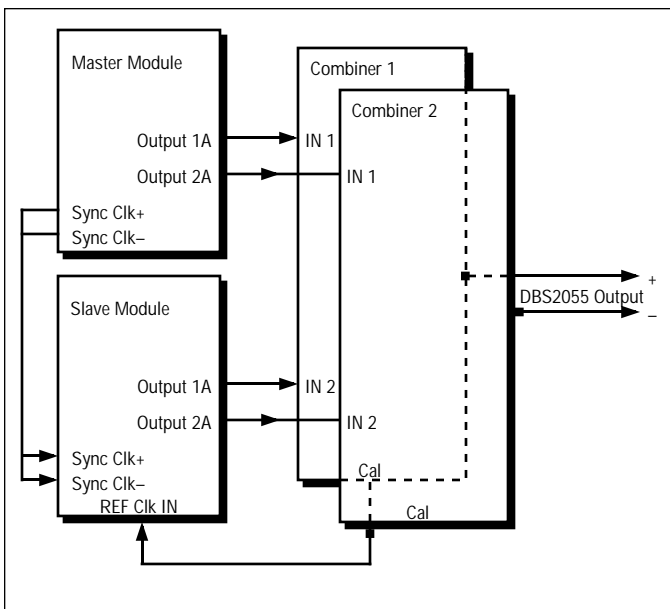 Master Module
Output 1A
Output 2A
Sync Clk+
Sync Clk–
Combiner 1
Combiner 2
IN 1
IN 1
+
DBS2055 Output
–
Slave Module
Output 1A
Output 2A
Sync Clk+
Sync Clk–
REF Clk IN
IN 2
IN 2
Cal
Cal